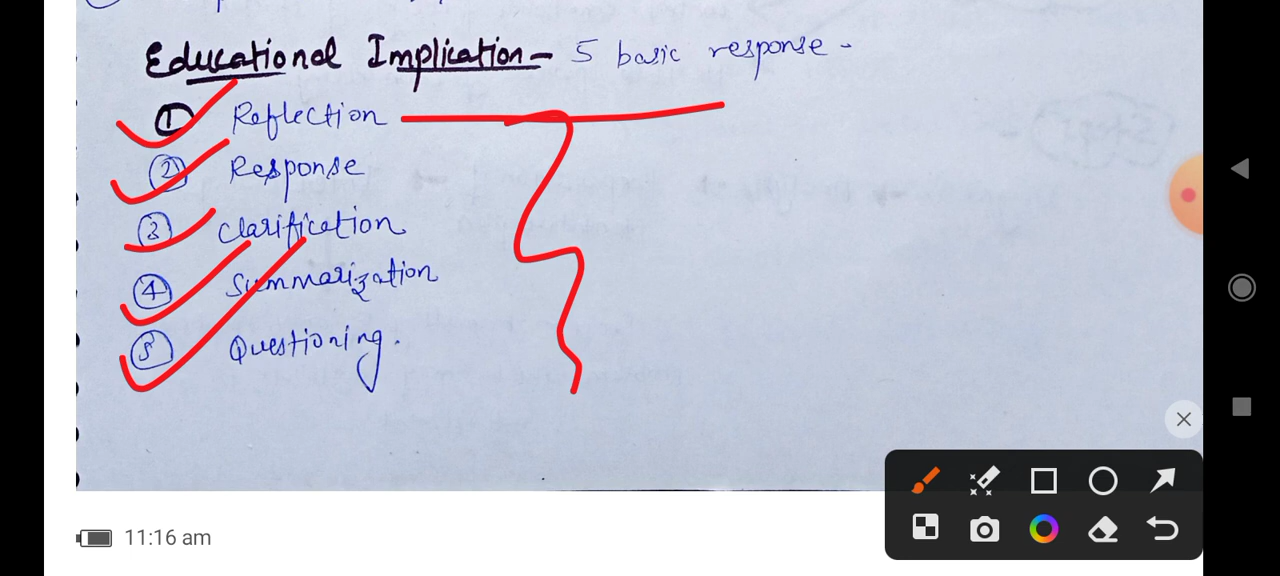 Educational Implication - 5 basic response -
① Reflection
② Response
③ Clarification
④ Summarization
⑤ Questioning.
11:16 am